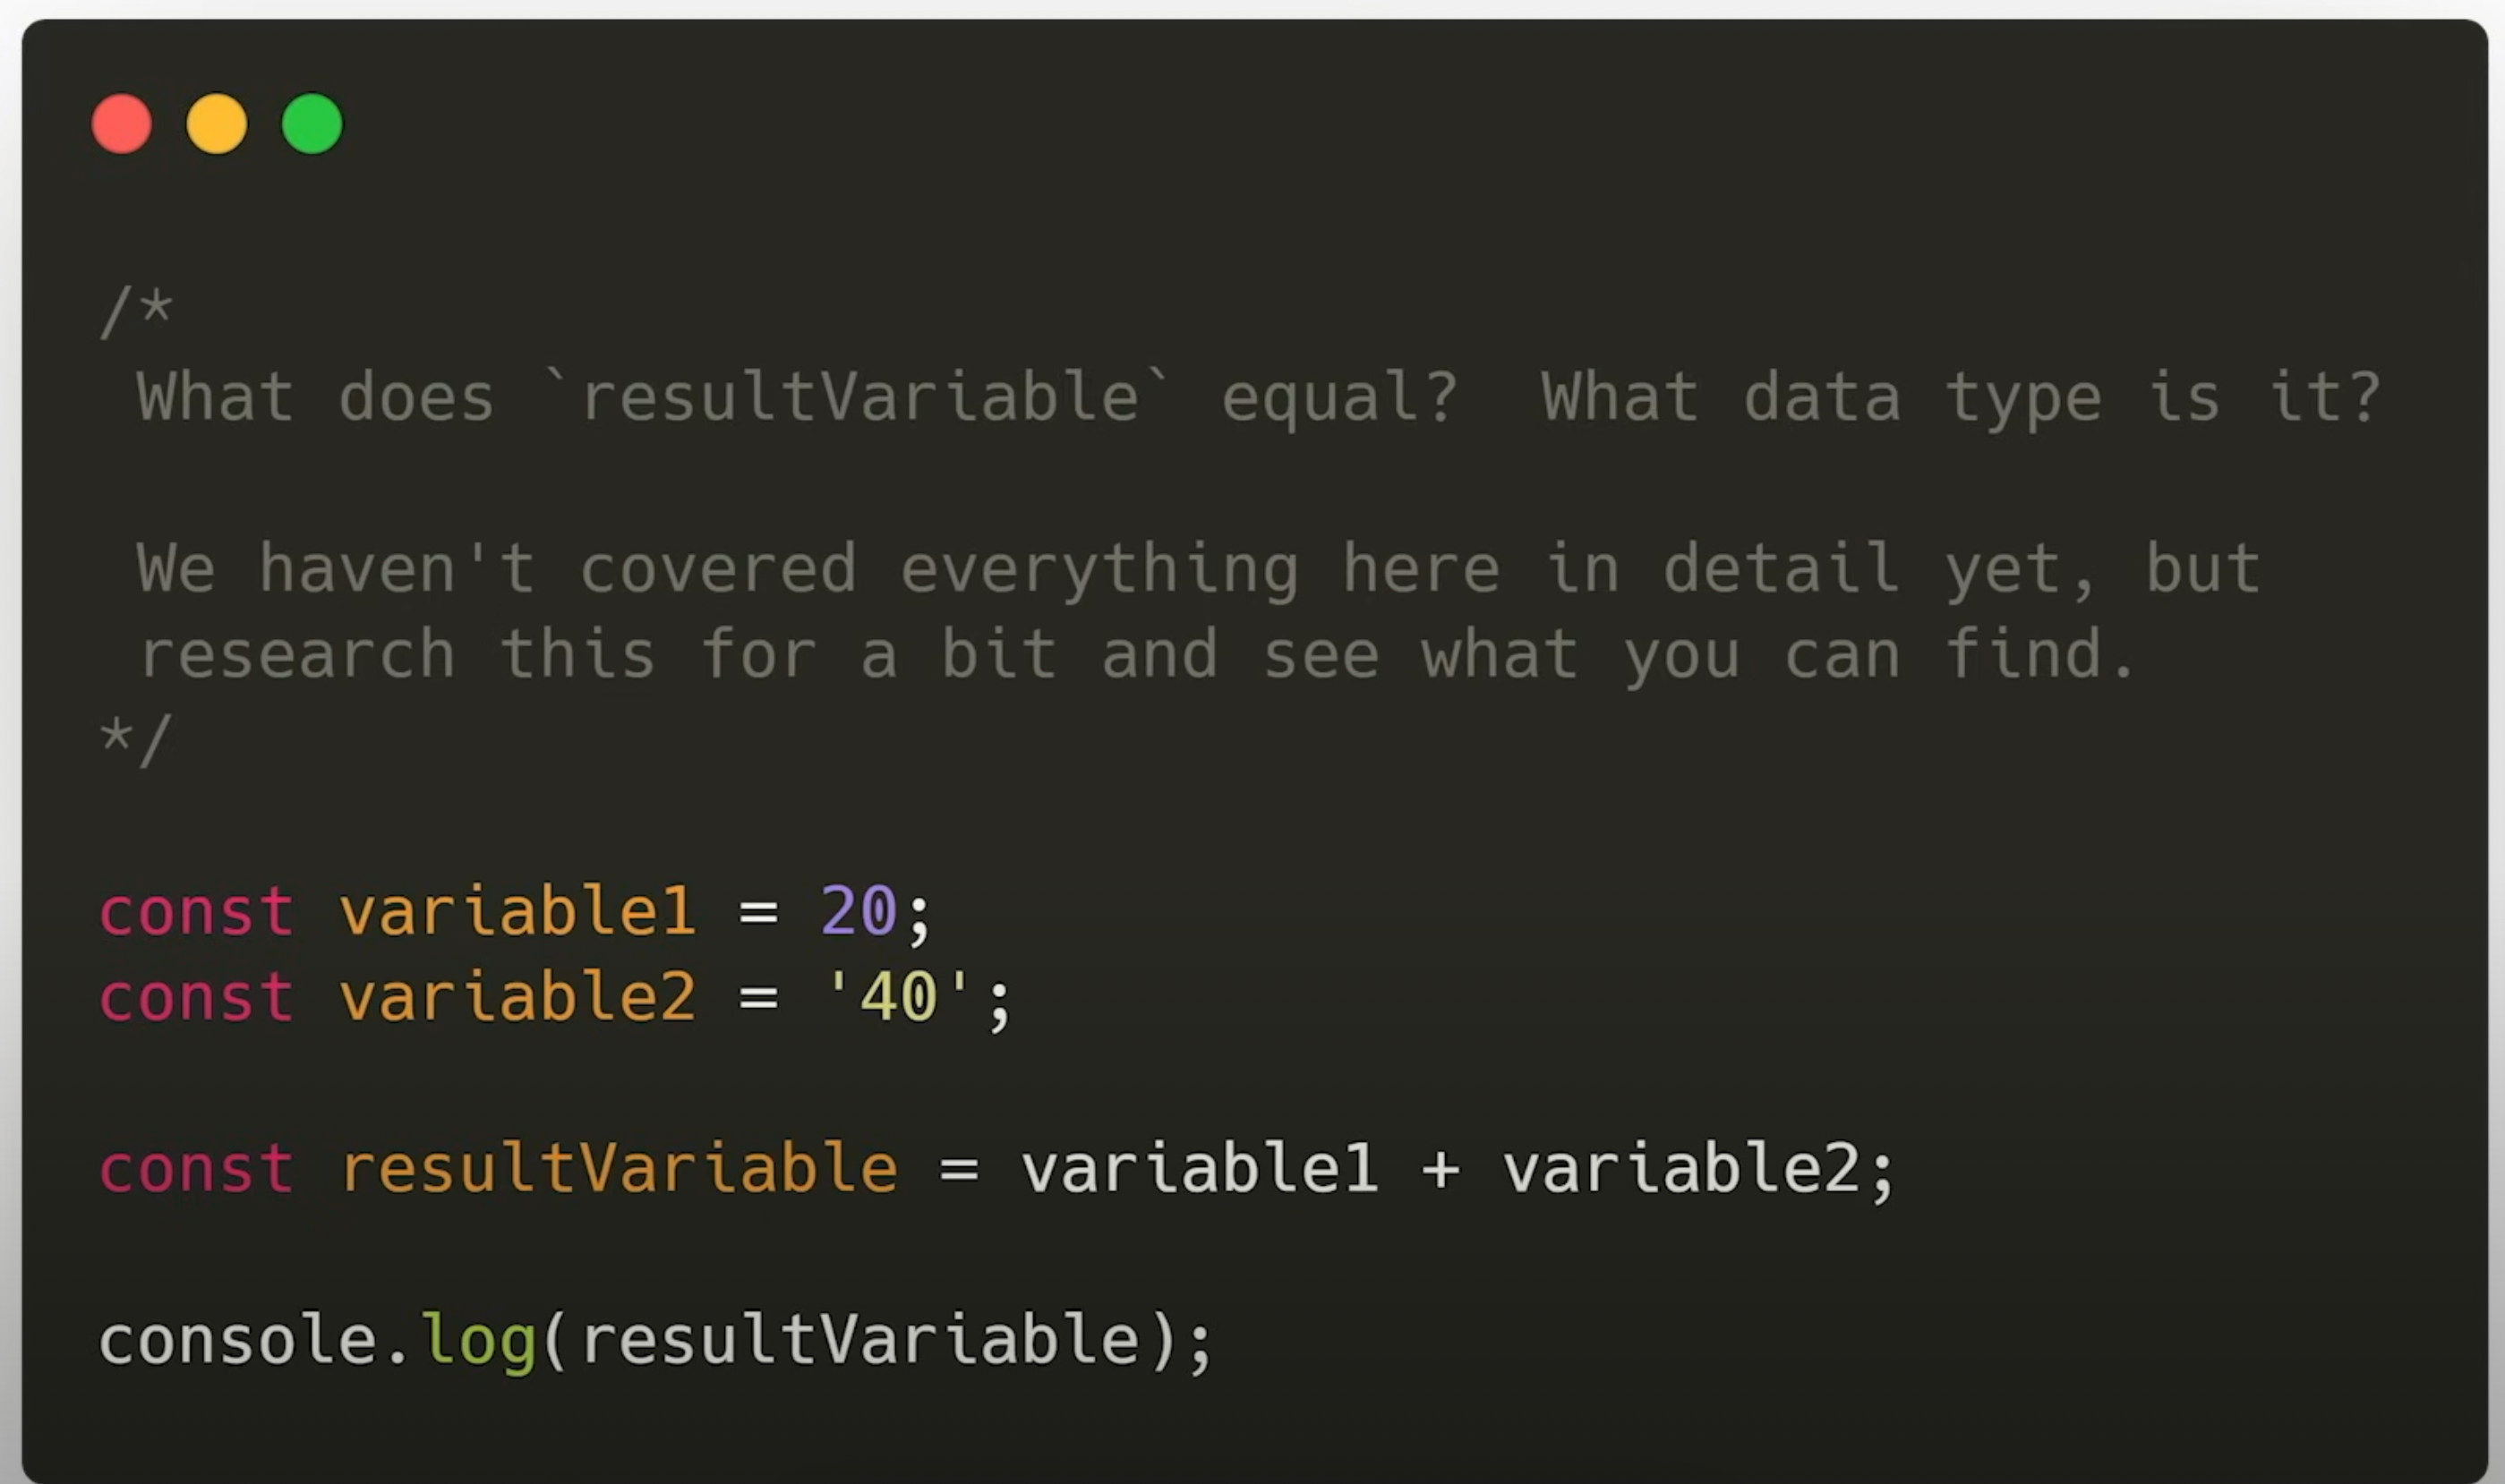 /*
What does `resultVariable` equal?  What data type is it?
We haven't covered everything here in detail yet, but
research this for a bit and see what you can find.
*/
const variable1 = 20;
const variable2 = '40';
const resultVariable = variable1 + variable2;
console.log(resultVariable);